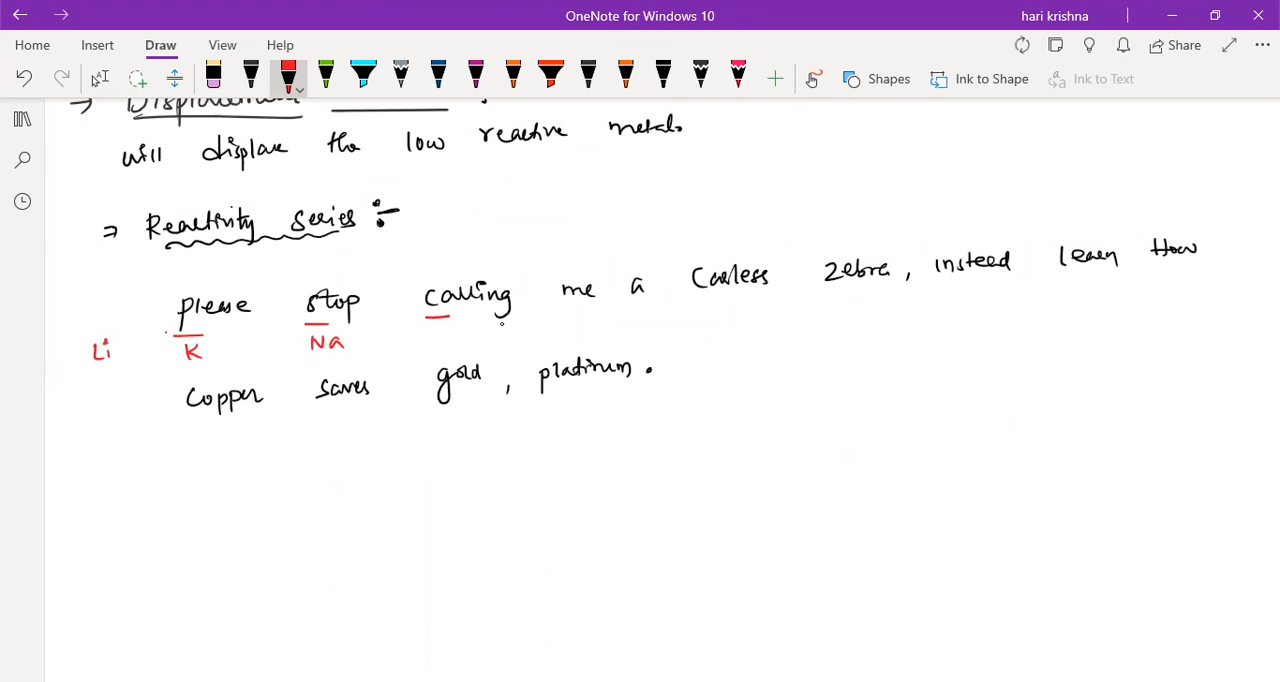 OneNote for Windows 10
hari krishna
Home Insert Draw View Help
Share
Shapes Ink to Shape Ink to Text
→ Displacement
will displace the low reactive metals
⇒ Reactivity series ÷
please stop calling me a Careless Zebra, instead learn How
Li K Na
Copper saves gold, platinum.